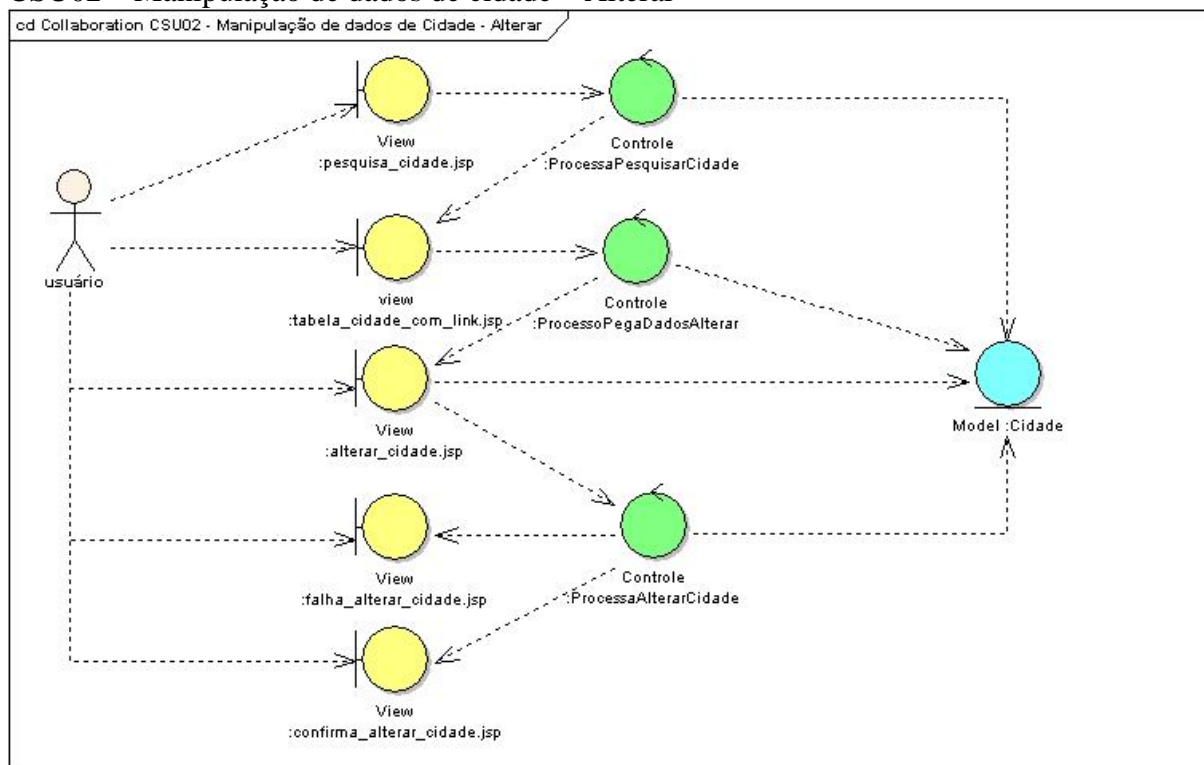 CSU02 – Manipulação de dados de cidade – Alterar
cd Collaboration CSU02 - Manipulação de dados de Cidade - Alterar
View
:pesquisa_cidade.jsp
Controle
:ProcessaPesquisarCidade
usuário
view
:tabela_cidade_com_link.jsp
Controle
:ProcessoPegaDadosAlterar
View
:alterar_cidade.jsp
Model :Cidade
View
:falha_alterar_cidade.jsp
Controle
:ProcessaAlterarCidade
View
:confirma_alterar_cidade.jsp